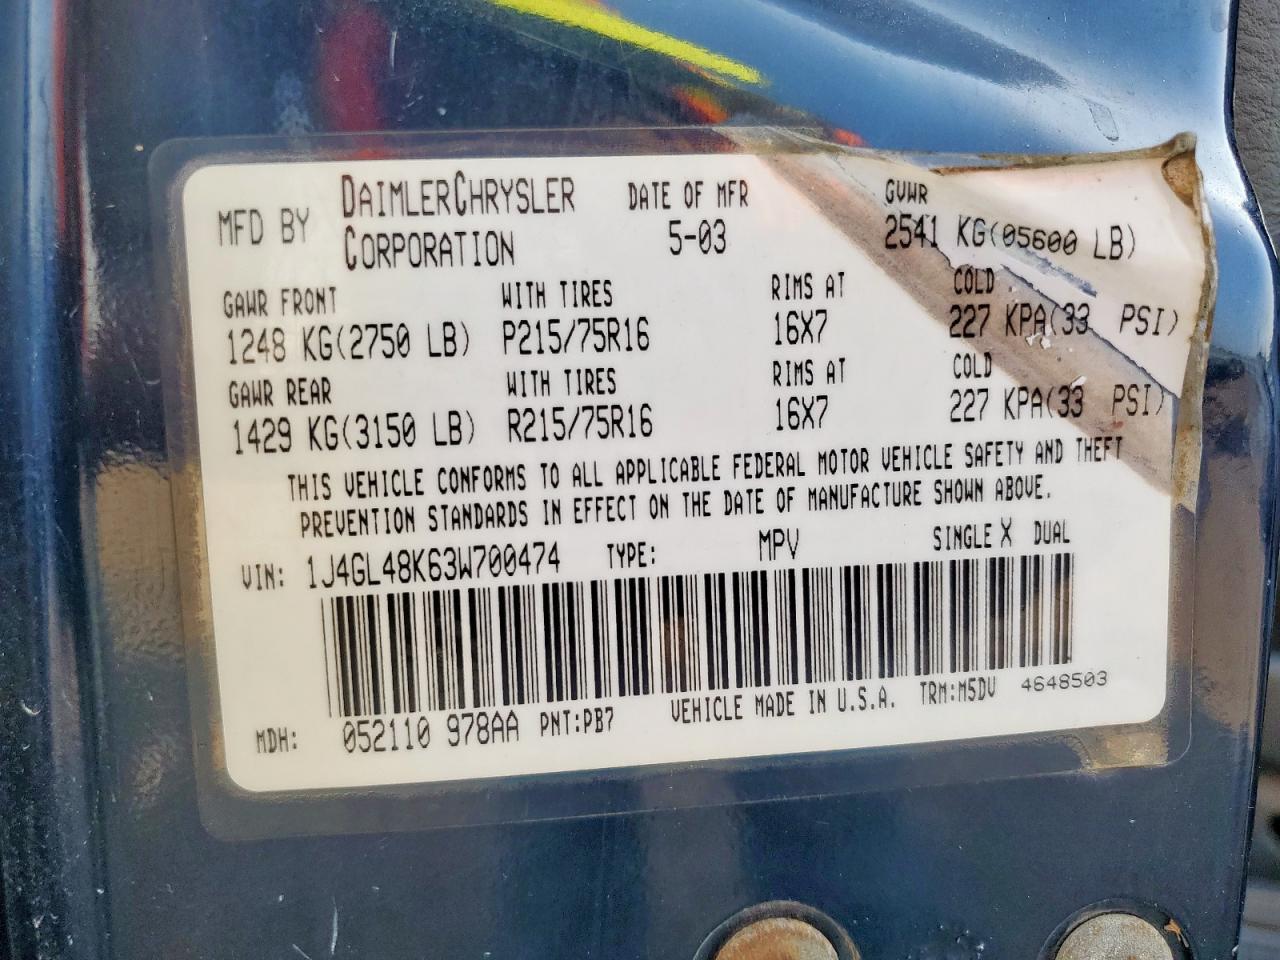 MFD BY DAIMLERCHRYSLER CORPORATION DATE OF MFR 5-03 GVWR 2541 KG(05600 LB)
GAWR FRONT WITH TIRES RIMS AT COLD
1248 KG(2750 LB) P215/75R16 16X7 227 KPA(33 PSI)
GAWR REAR WITH TIRES RIMS AT COLD
1429 KG(3150 LB) R215/75R16 16X7 227 KPA(33 PSI)
THIS VEHICLE CONFORMS TO ALL APPLICABLE FEDERAL MOTOR VEHICLE SAFETY AND THEFT
PREVENTION STANDARDS IN EFFECT ON THE DATE OF MANUFACTURE SHOWN ABOVE.
VIN: 1J4GL48K63W700474 TYPE: MPV SINGLE X DUAL
MDH: 052110 978AA PNT:PB7 VEHICLE MADE IN U.S.A. TRM:M5DV 4648503